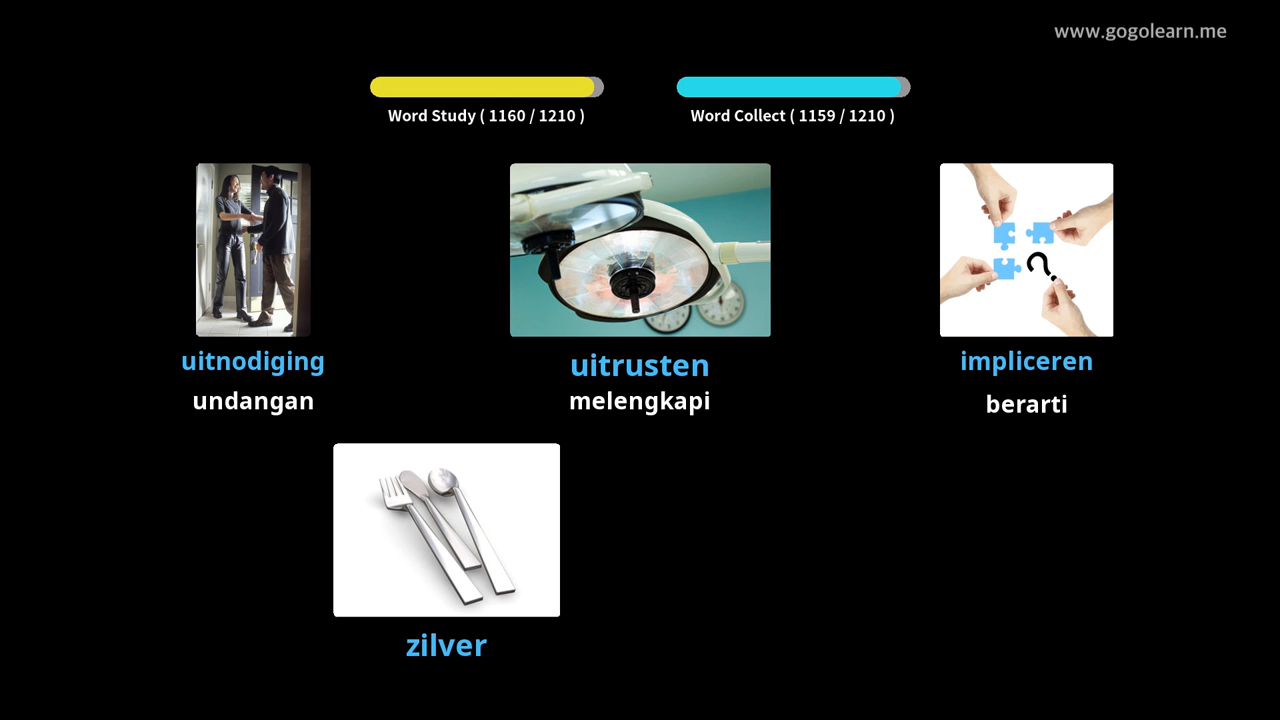 www.gogolearn.me
Word Study ( 1160 / 1210 )
Word Collect ( 1159 / 1210 )
uitnodiging
undangan
uitrusten
melengkapi
impliceren
berarti
zilver